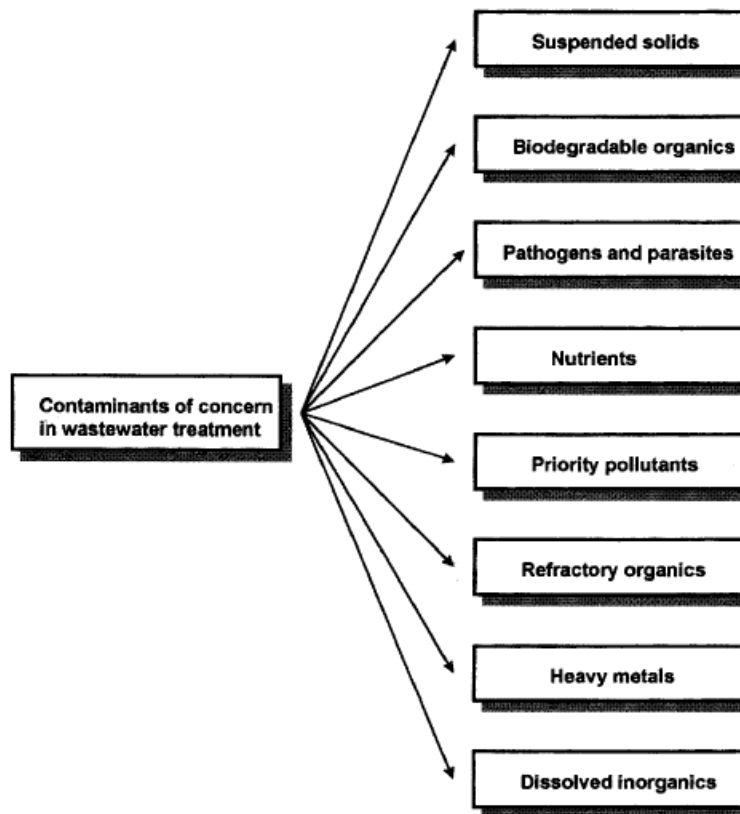 Suspended solids
Biodegradable organics
Pathogens and parasites
Nutrients
Contaminants of concern
in wastewater treatment
Priority pollutants
Refractory organics
Heavy metals
Dissolved inorganics